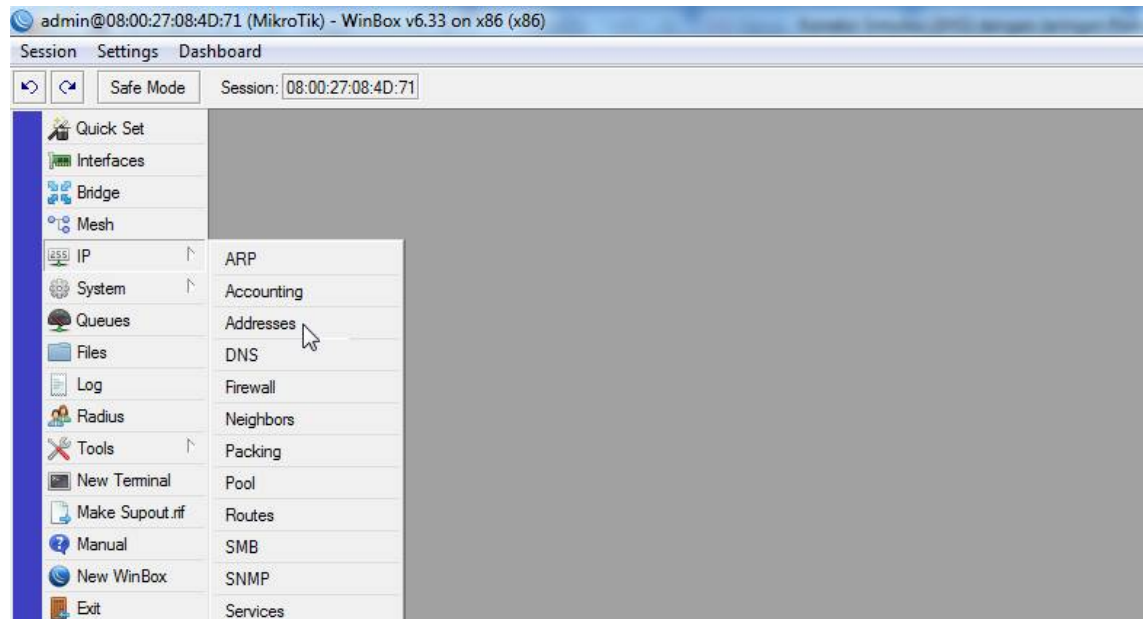 admin@08:00:27:08:4D:71 (MikroTik) - WinBox v6.33 on x86 (x86)
Session Settings Dashboard
Safe Mode Session: 08:00:27:08:4D:71
Quick Set
Interfaces
Bridge
Mesh
255 IP
System
Queues
Files
Log
Radius
Tools
New Terminal
Make Supout.rif
Manual
New WinBox
Exit
ARP
Accounting
Addresses
DNS
Firewall
Neighbors
Packing
Pool
Routes
SMB
SNMP
Services